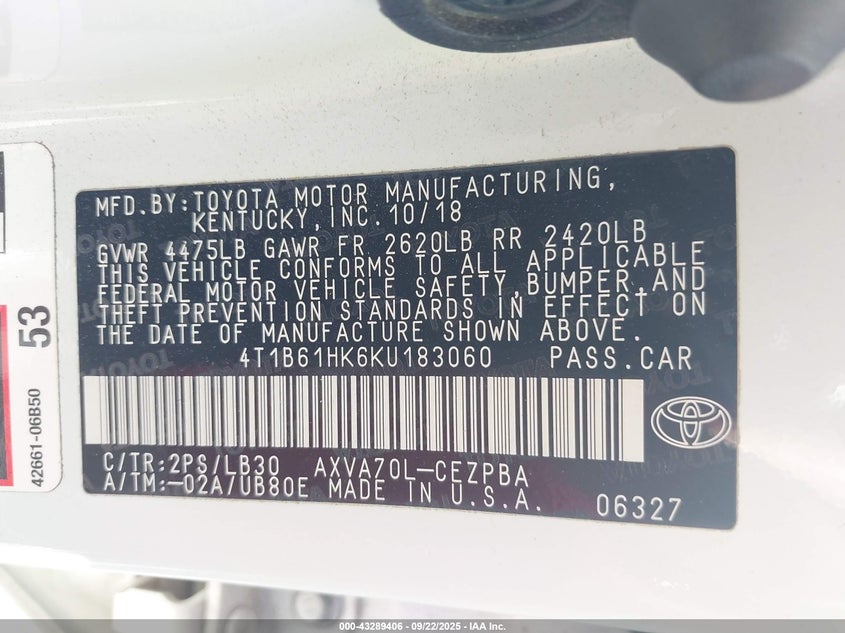 MFD.BY:TOYOTA MOTOR MANUFACTURING,
KENTUCKY,INC.10/18
GVWR 4475LB GAWR FR 2620LB RR 2420LB
THIS VEHICLE CONFORMS TO ALL APPLICABLE
FEDERAL MOTOR VEHICLE SAFETY,BUMPER,AND
THEFT PREVENTION STANDARDS IN EFFECT ON
THE DATE OF MANUFACTURE SHOWN ABOVE.
4T1B61HK6KU183060 PASS.CAR
C/TR:2PS/LB30 AXVA70L-CEZPBA
A/TM:-02A/UB80E MADE IN U.S.A. 06327
53
42661-06B50
000-43289406 - 09/22/2025 - IAA Inc.